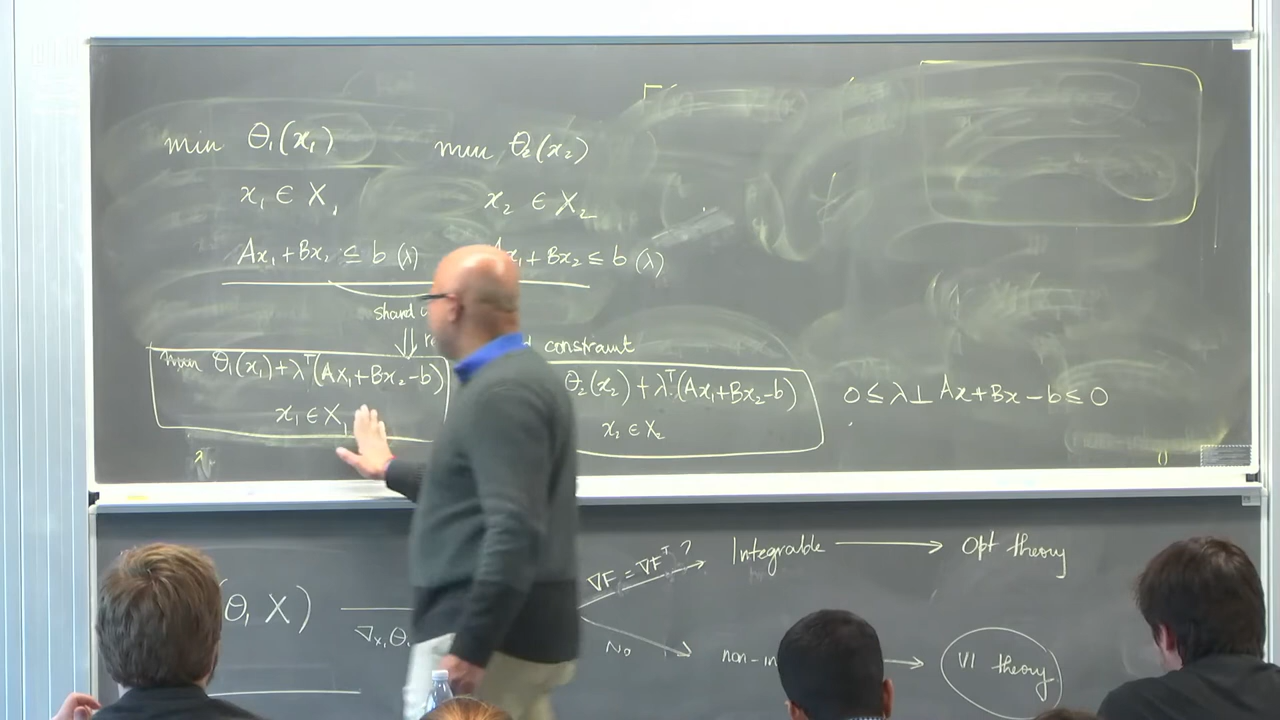 min θ₁(x₁)
x₁ ∈ X₁
Ax₁ + Bx₂ ≤ b (λ)
min θ₂(x₂)
x₂ ∈ X₂
x₁ + Bx₂ ≤ b (λ)
shared
constraint
min θ₁(x₁) + λᵀ(Ax₁ + Bx₂ - b)
x₁ ∈ X₁
θ₂(x₂) + λᵀ(Ax₁ + Bx₂ - b)
x₂ ∈ X₂
0 ≤ λ ⊥ Ax + Bx - b ≤ 0
(θ, X)
∇F = ∇Fᵀ ?
Integrable → Opt theory
No
→ VI theory